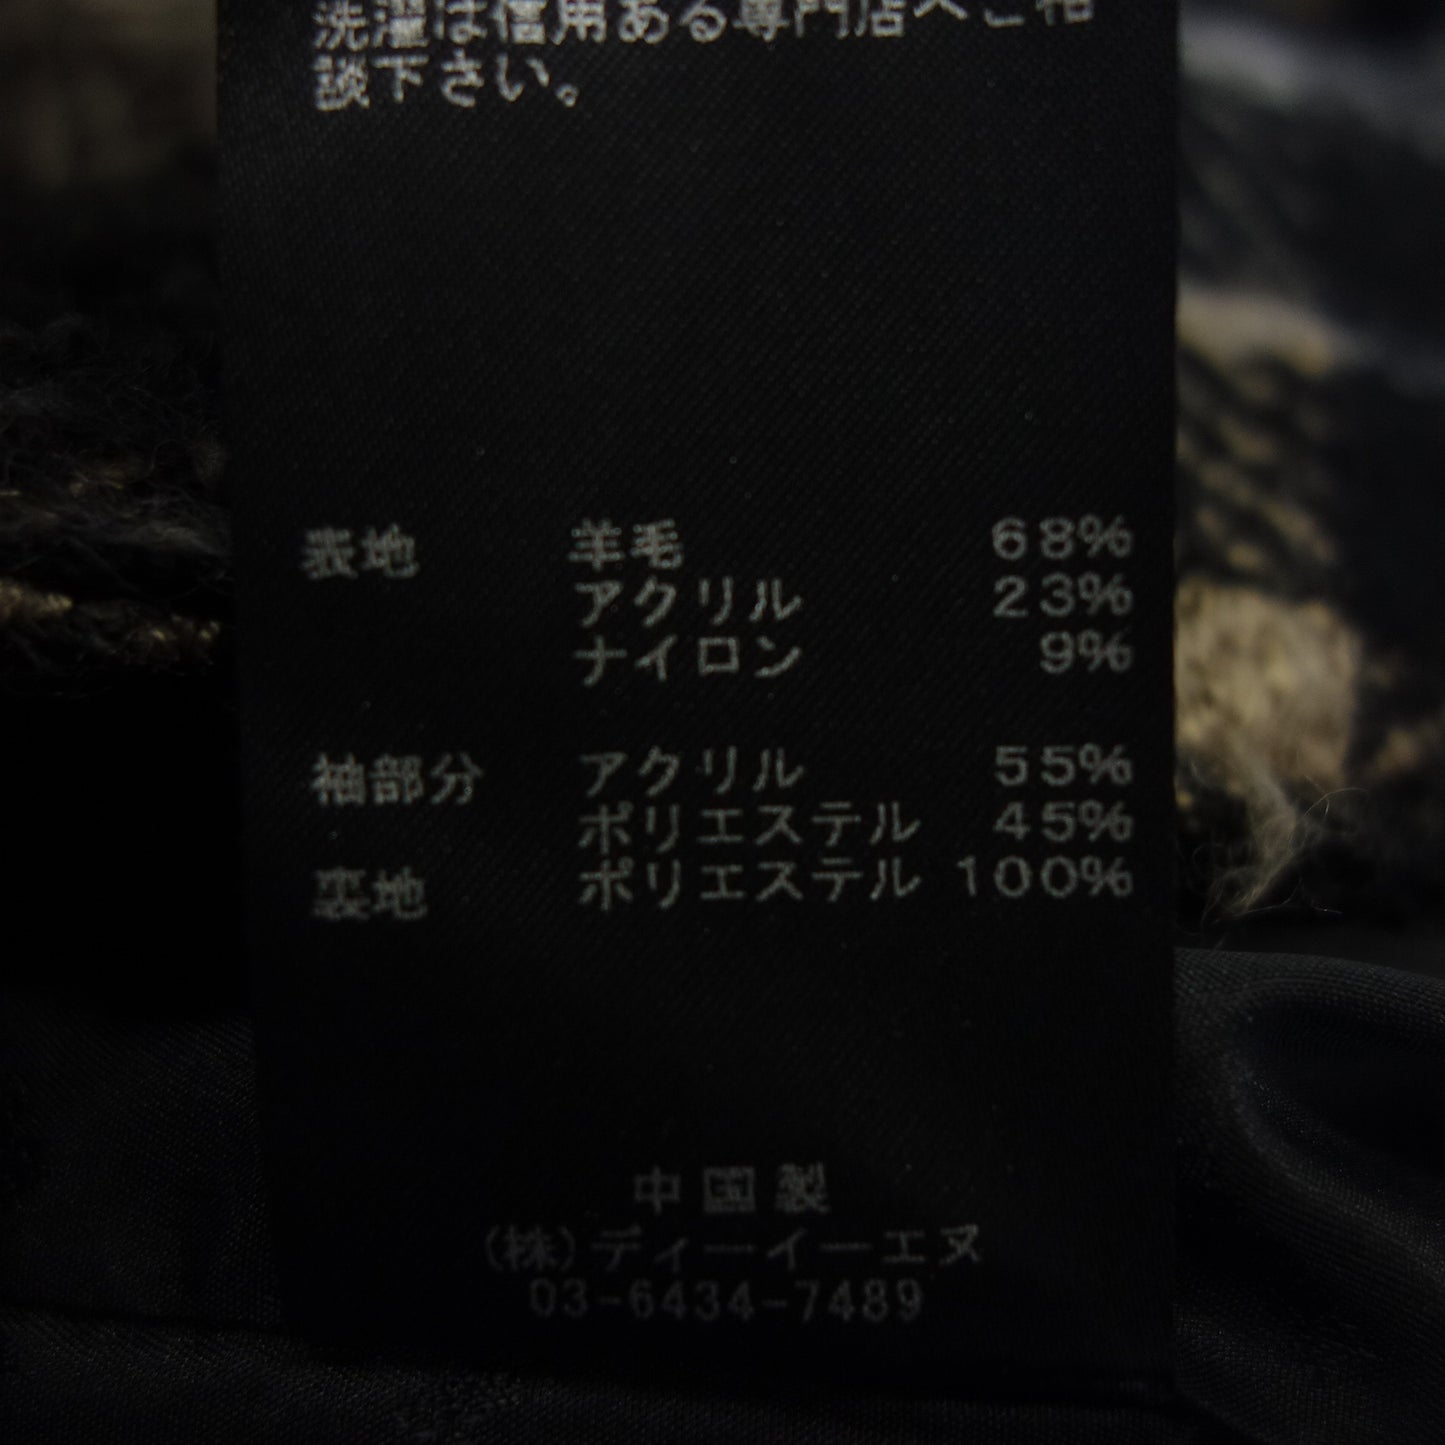 洗濯は信用ある専門店へご相
談下さい。
表地 羊毛 68%
アクリル 23%
ナイロン 9%
袖部分 アクリル 55%
ポリエステル 45%
裏地 ポリエステル 100%
中国製
(株)ディーイーエヌ
03-6434-7489